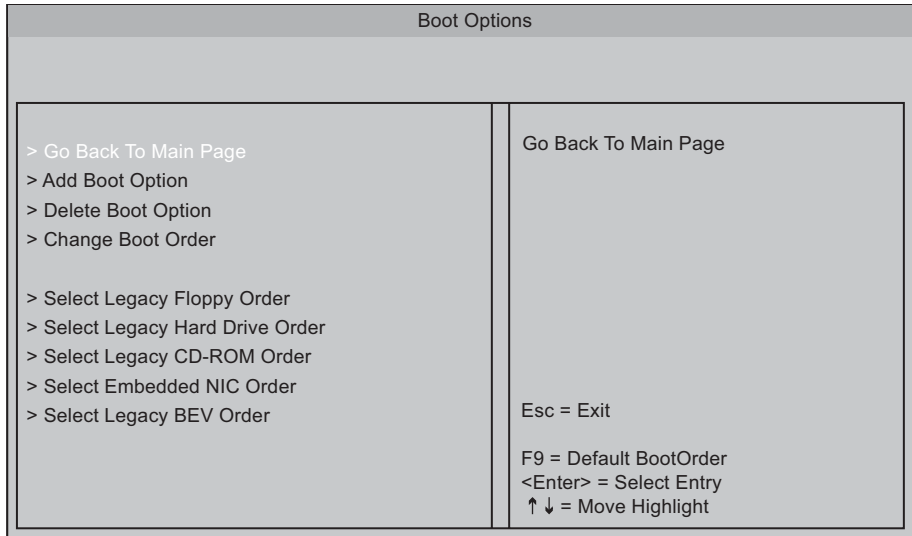 Boot Options
> Go Back To Main Page
> Add Boot Option
> Delete Boot Option
> Change Boot Order
> Select Legacy Floppy Order
> Select Legacy Hard Drive Order
> Select Legacy CD-ROM Order
> Select Embedded NIC Order
> Select Legacy BEV Order
Go Back To Main Page
Esc = Exit
F9 = Default BootOrder
<Enter> = Select Entry
↑↓ = Move Highlight